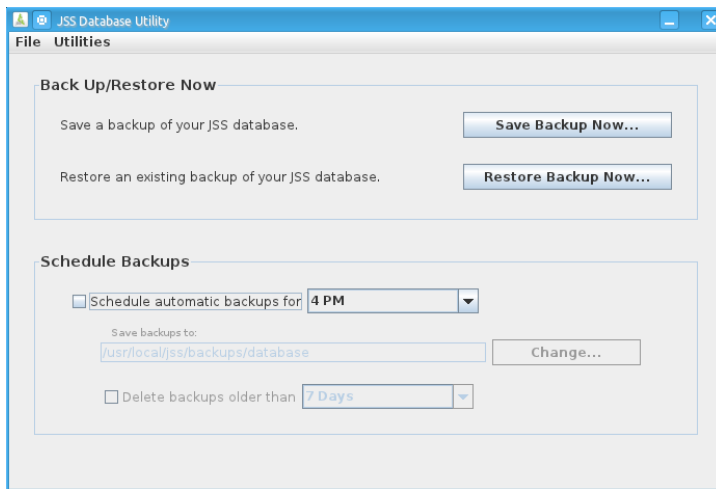 JSS Database Utility
File Utilities
Back Up/Restore Now
Save a backup of your JSS database.
Save Backup Now...
Restore an existing backup of your JSS database.
Restore Backup Now...
Schedule Backups
Schedule automatic backups for 4 PM
Save backups to:
/usr/local/jss/backups/database
Change...
Delete backups older than 7 Days